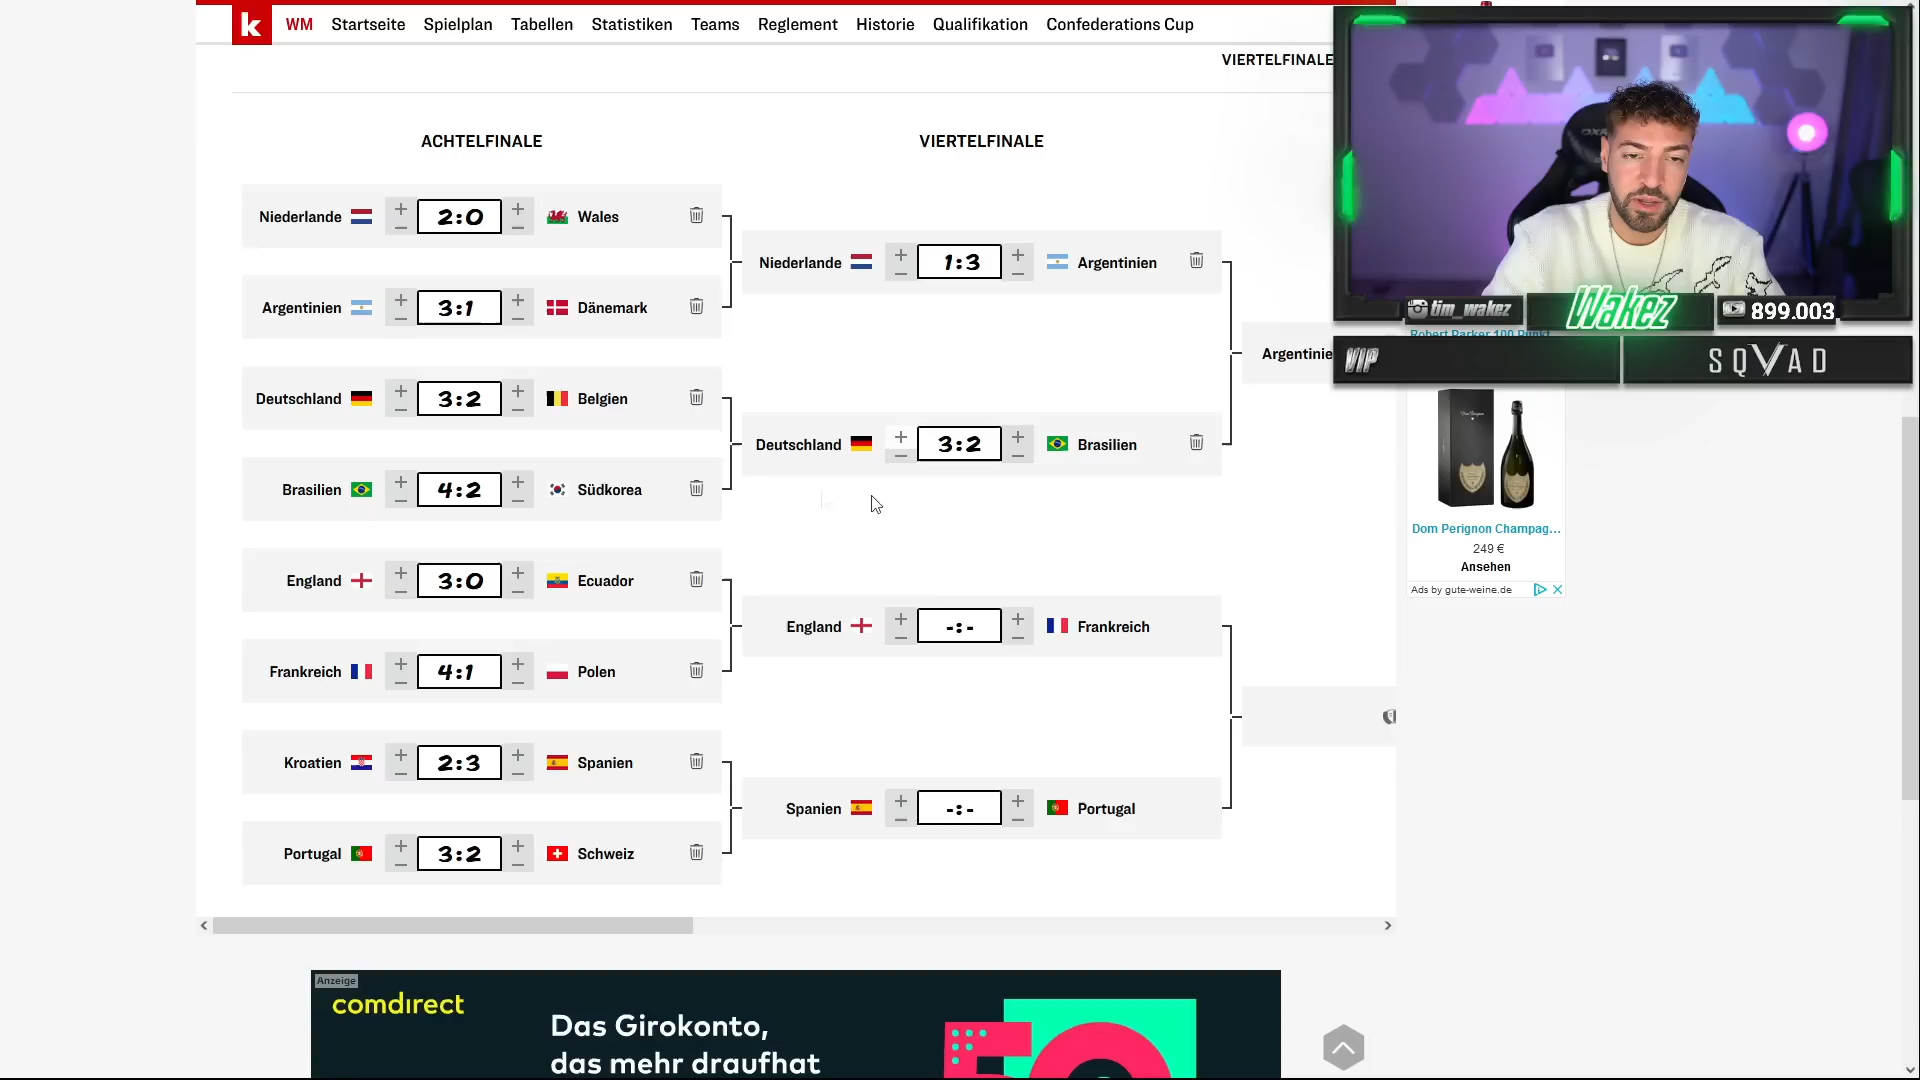 k WM Startseite Spielplan Tabellen Statistiken Teams Reglement Historie Qualifikation Confederations Cup
VIERTELFINALE
ACHTELFINALE
VIERTELFINALE
Niederlande + - 2:0 + - Wales
Argentinien + - 3:1 + - Dänemark
Deutschland + - 3:2 + - Belgien
Brasilien + - 4:2 + - Südkorea
England + - 3:0 + - Ecuador
Frankreich + - 4:1 + - Polen
Kroatien + - 2:3 + - Spanien
Portugal + - 3:2 + - Schweiz
Niederlande + - 1:3 + - Argentinien
Deutschland + - 3:2 + - Brasilien
England + - -:- + - Frankreich
Spanien + - -:- + - Portugal
Argentinie
tim_wakez Wakez 899.003
Robert Parker 100 Punkt
VIP SQVAD
Dom Perignon Champag...
249 €
Ansehen
Ads by gute-weine.de
Anzeige
comdirect
Das Girokonto,
das mehr draufhat